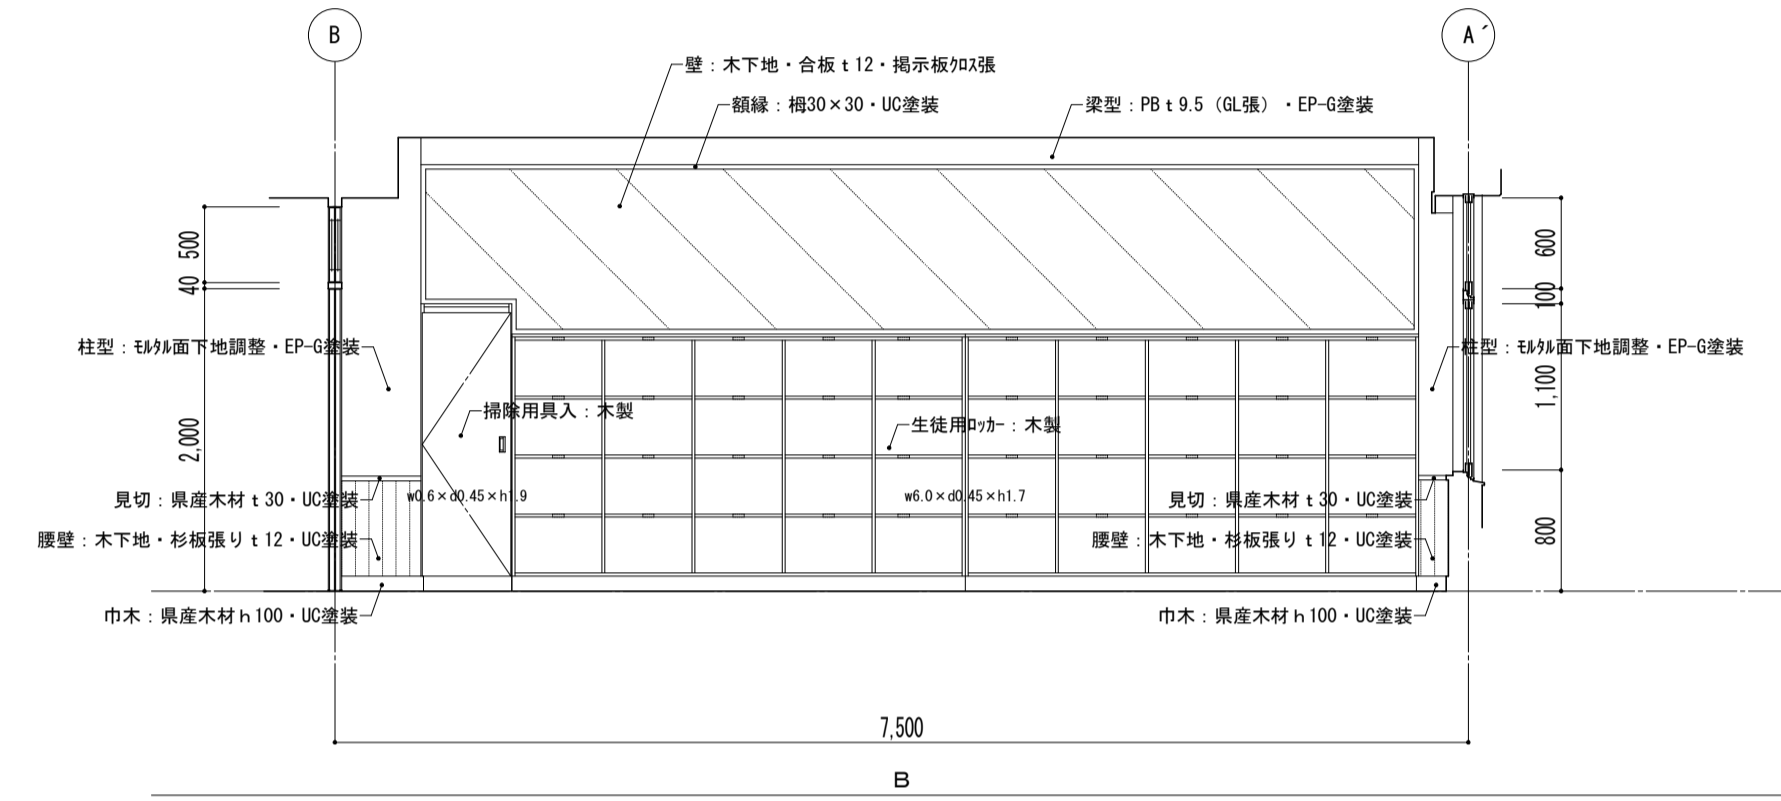 B
A´
壁：木下地・合板ｔ12・掲示板ｸﾛｽ張
額縁：栂30×30・UC塗装
梁型：PBｔ9.5（GL張）・EP-G塗装
500
40
2,000
600
100
1,100
800
柱型：ﾓﾙﾀﾙ面下地調整・EP-G塗装
柱型：ﾓﾙﾀﾙ面下地調整・EP-G塗装
掃除用具入：木製
生徒用ﾛｯｶｰ：木製
見切：県産木材ｔ30・UC塗装
w0.6×d0.45×h1.9
w6.0×d0.45×h1.7
見切：県産木材ｔ30・UC塗装
腰壁：木下地・杉板張りｔ12・UC塗装
腰壁：木下地・杉板張りｔ12・UC塗装
巾木：県産木材ｈ100・UC塗装
巾木：県産木材ｈ100・UC塗装
7,500
B